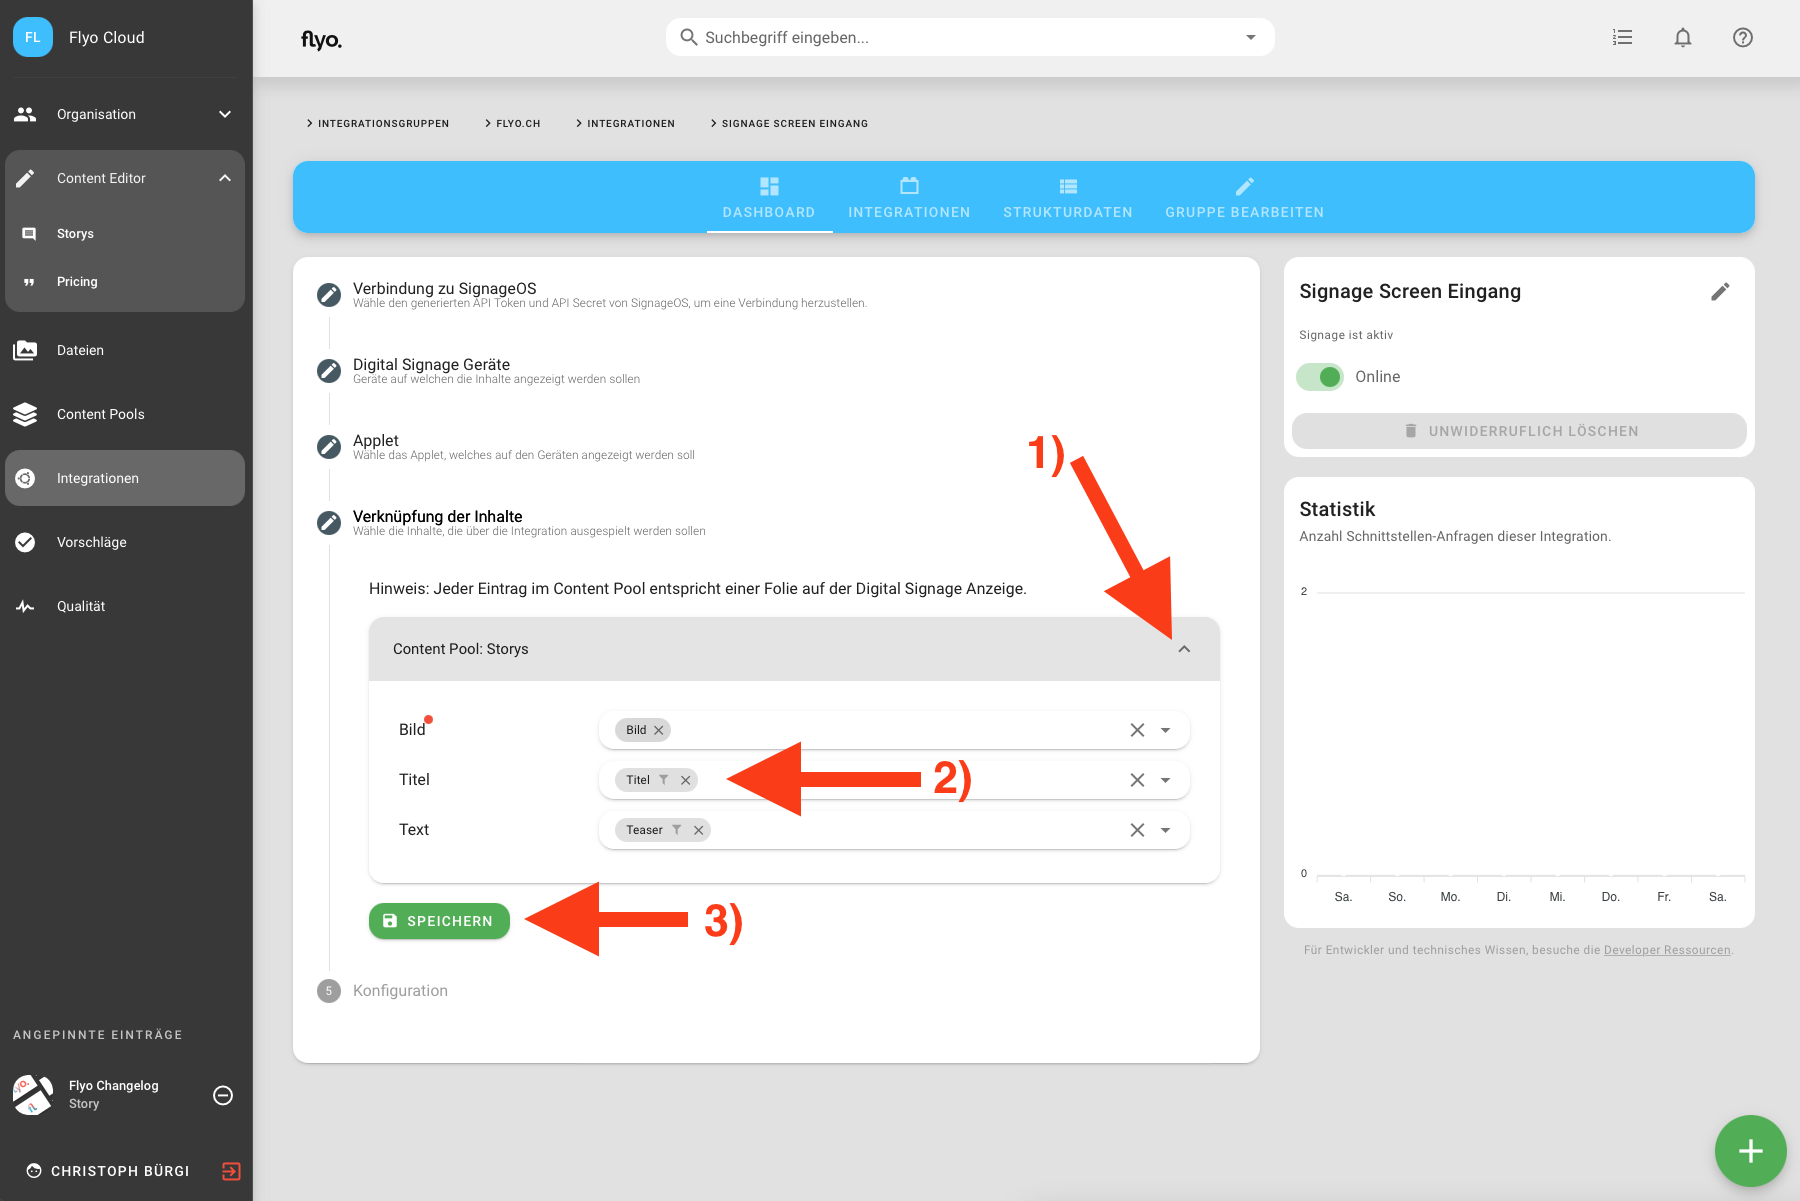 FL
Flyo Cloud
flyo.
Suchbegriff eingeben...
Organisation
Content Editor
Storys
Pricing
Dateien
Content Pools
Integrationen
Vorschläge
Qualität
ANGEPINNTE EINTRÄGE
Flyo Changelog
Story
CHRISTOPH BÜRGI
INTEGRATIONSGRUPPEN
FLYO.CH
INTEGRATIONEN
SIGNAGE SCREEN EINGANG
DASHBOARD
INTEGRATIONEN
STRUKTURDATEN
GRUPPE BEARBEITEN
Verbindung zu SignageOS
Wähle den generierten API Token und API Secret von SignageOS, um eine Verbindung herzustellen.
Digital Signage Geräte
Geräte auf welchen die Inhalte angezeigt werden sollen
Applet
Wähle das Applet, welches auf den Geräten angezeigt werden soll
1)
Verknüpfung der Inhalte
Wähle die Inhalte, die über die Integration ausgespielt werden sollen
Hinweis: Jeder Eintrag im Content Pool entspricht einer Folie auf der Digital Signage Anzeige.
Content Pool: Storys
Bild
Bild
Titel
Titel
2)
Text
Teaser
SPEICHERN
3)
5
Konfiguration
Signage Screen Eingang
Signage ist aktiv
Online
UNWIDERRUFLICH LÖSCHEN
Statistik
Anzahl Schnittstellen-Anfragen dieser Integration.
2
0
Sa. So. Mo. Di. Mi. Do. Fr. Sa.
Für Entwickler und technisches Wissen, besuche die Developer Ressourcen.